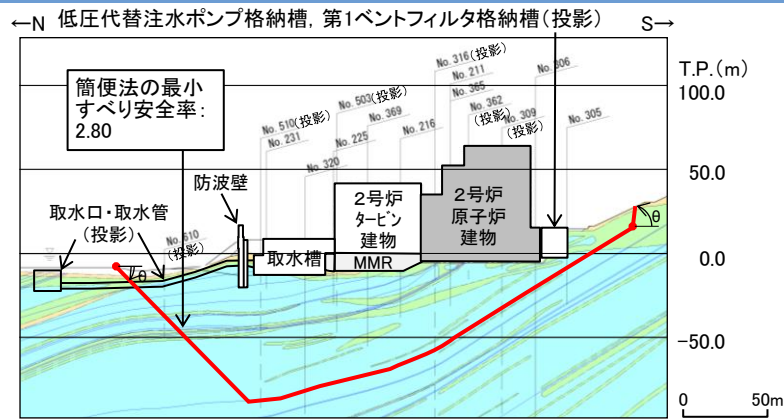 低圧代替注水ポンプ格納槽，第1ベントフィルタ格納槽(投影)
←N
S→
T.P.(m)
100.0
50.0
0.0
−50.0
0 50m
簡便法の最小
すべり安全率：
2.80
No. 510(投影)
No. 231
No. 320
No. 503(投影)
No. 225
No. 369
No. 216
No. 316(投影)
No. 211
No. 365
No. 362
(投影)
No. 309
(投影)
No. 306
No. 305
No. 610
(投影)
防波壁
取水口・取水管
(投影)
取水槽
2号炉
タービン
建物
MMR
2号炉
原子炉
建物
θ
θ